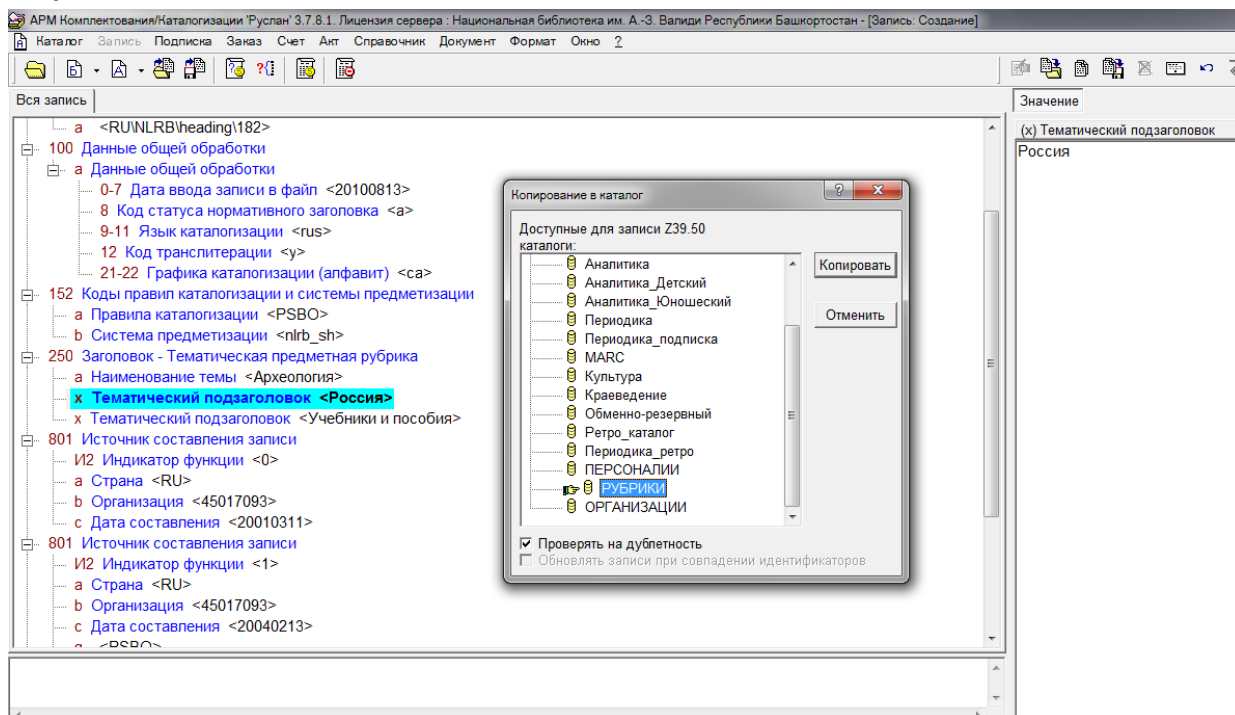 АРМ Комплектования/Каталогизации 'Руслан' 3.7.8.1. Лицензия сервера : Национальная библиотека им. А.-З. Валиди Республики Башкортостан - [Запись: Создание]
Каталог Запись Подписка Заказ Счет Акт Справочник Документ Формат Окно ?
Вся запись
a <RU\NLRB\heading\182>
100 Данные общей обработки
a Данные общей обработки
0-7 Дата ввода записи в файл <20100813>
8 Код статуса нормативного заголовка <a>
9-11 Язык каталогизации <rus>
12 Код транслитерации <y>
21-22 Графика каталогизации (алфавит) <ca>
152 Коды правил каталогизации и системы предметизации
a Правила каталогизации <PSBO>
b Система предметизации <nlrb_sh>
250 Заголовок - Тематическая предметная рубрика
a Наименование темы <Археология>
x Тематический подзаголовок <Россия>
x Тематический подзаголовок <Учебники и пособия>
801 Источник составления записи
И2 Индикатор функции <0>
a Страна <RU>
b Организация <45017093>
c Дата составления <20010311>
801 Источник составления записи
И2 Индикатор функции <1>
a Страна <RU>
b Организация <45017093>
c Дата составления <20040213>
<PSBO>
Копирование в каталог
Доступные для записи Z39.50
каталоги:
Аналитика
Аналитика_Детский
Аналитика_Юношеский
Периодика
Периодика_подписка
MARC
Культура
Краеведение
Обменно-резервный
Ретро_каталог
Периодика_ретро
ПЕРСОНАЛИИ
РУБРИКИ
ОРГАНИЗАЦИИ
Копировать
Отменить
Проверять на дублетность
Обновлять записи при совпадении идентификаторов
Значение
(x) Тематический подзаголовок
Россия